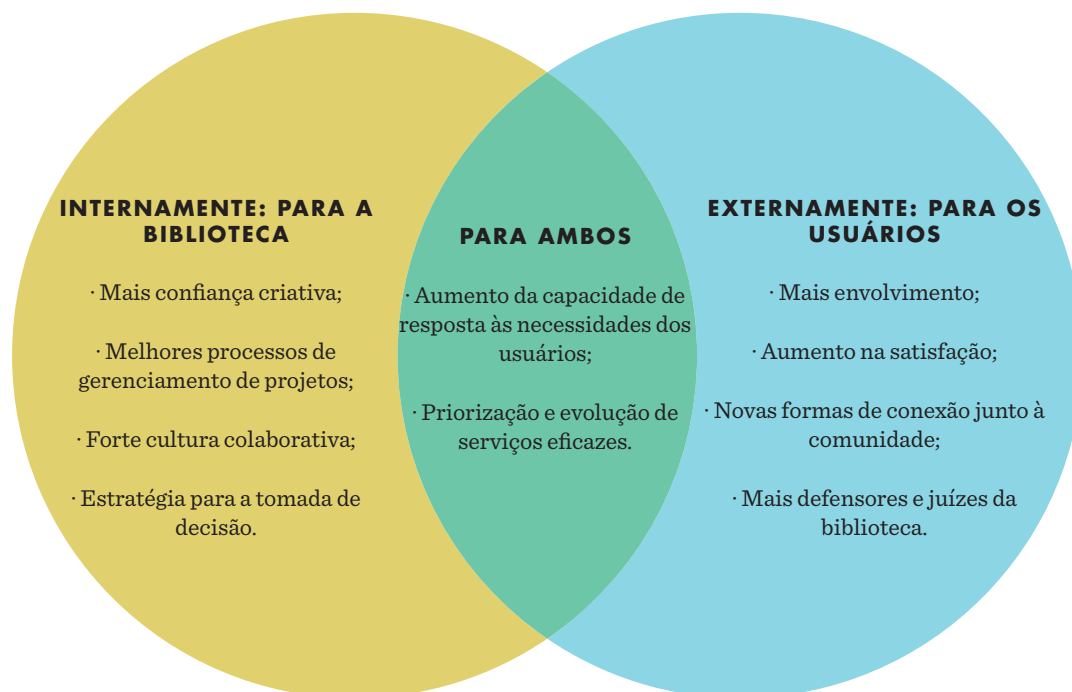 INTERNAMENTE: PARA A
BIBLIOTECA
· Mais confiança criativa;
· Melhores processos de
gerenciamento de projetos;
· Forte cultura colaborativa;
· Estratégia para a tomada de
decisão.
PARA AMBOS
· Aumento da capacidade de
resposta às necessidades dos
usuários;
· Priorização e evolução de
serviços eficazes.
EXTERNAMENTE: PARA OS
USUÁRIOS
· Mais envolvimento;
· Aumento na satisfação;
· Novas formas de conexão junto à
comunidade;
· Mais defensores e juízes da
biblioteca.